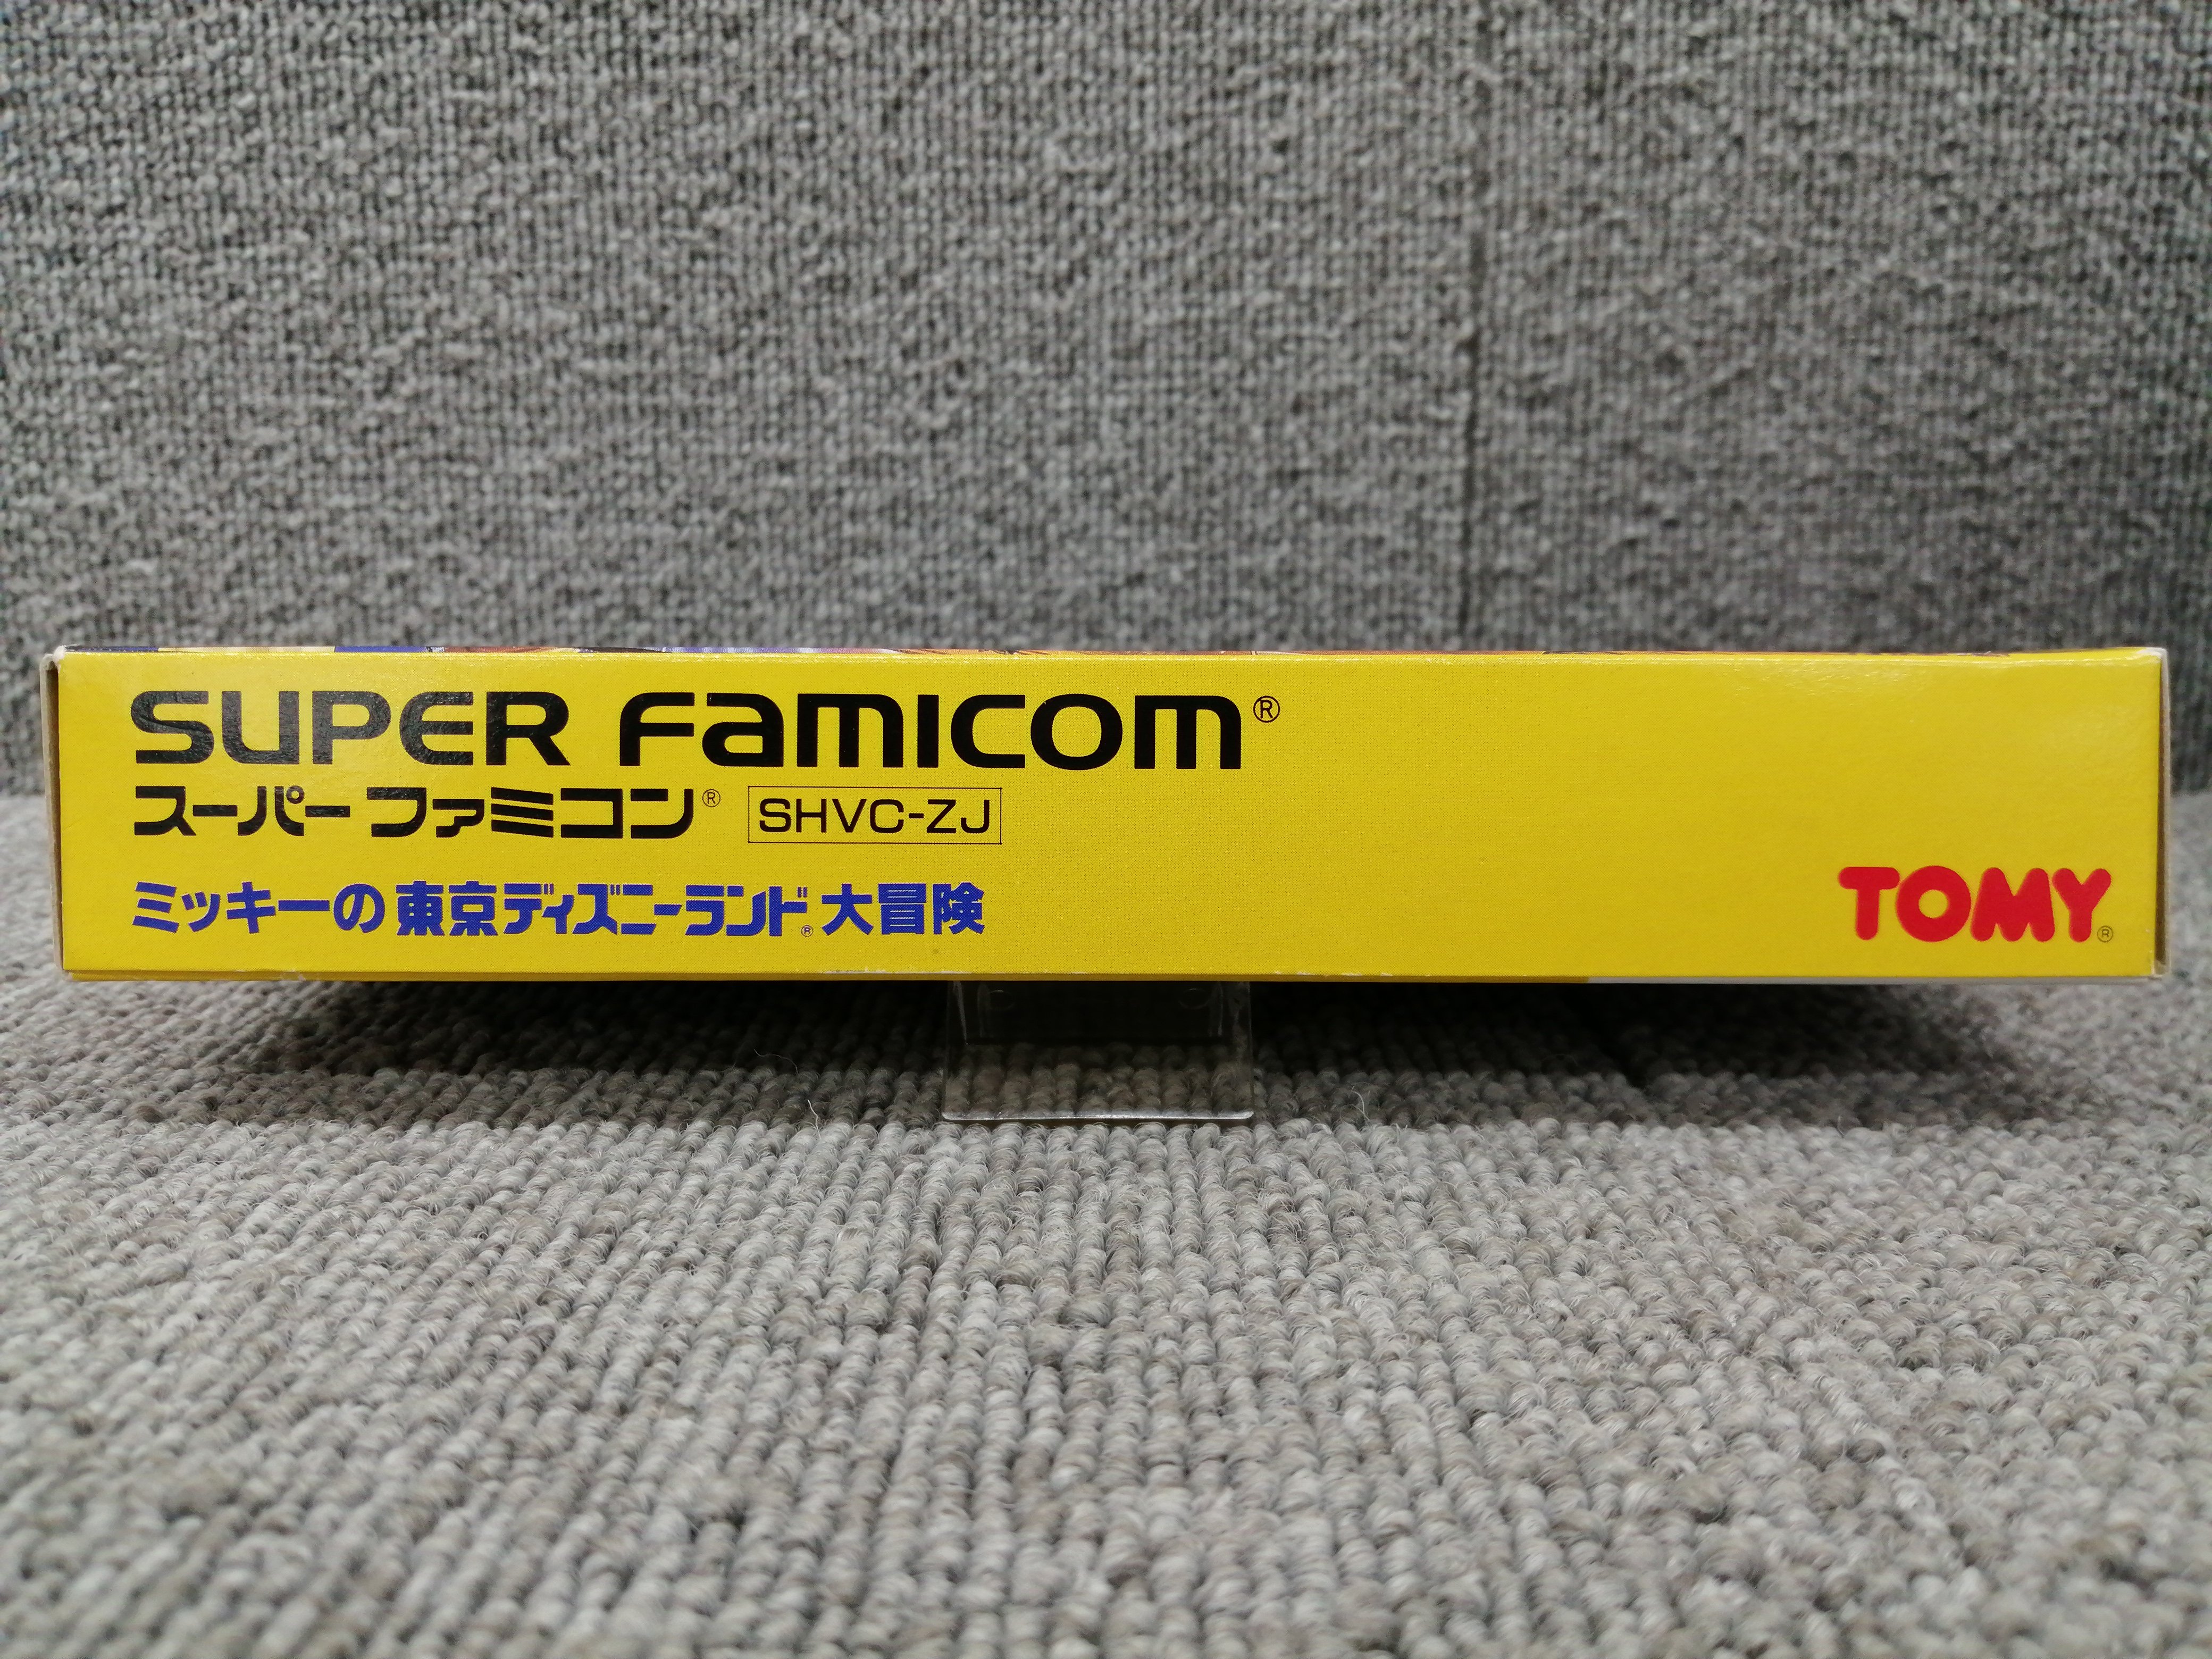 SUPER FAMICOM®
スーパーファミコン® SHVC-ZJ
ミッキーの東京ディズニーランド®大冒険
TOMY®